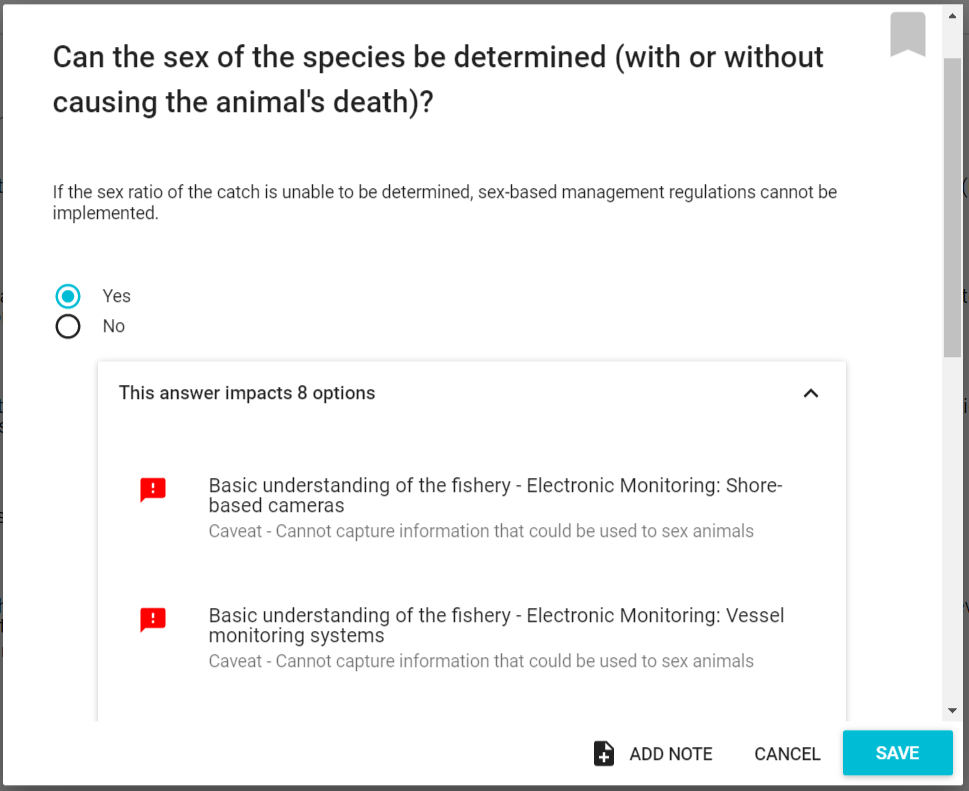 Can the sex of the species be determined (with or without
causing the animal's death)?
If the sex ratio of the catch is unable to be determined, sex-based management regulations cannot be
implemented.
Yes
No
This answer impacts 8 options
Basic understanding of the fishery - Electronic Monitoring: Shore-
based cameras
Caveat - Cannot capture information that could be used to sex animals
Basic understanding of the fishery - Electronic Monitoring: Vessel
monitoring systems
Caveat - Cannot capture information that could be used to sex animals
ADD NOTE CANCEL SAVE